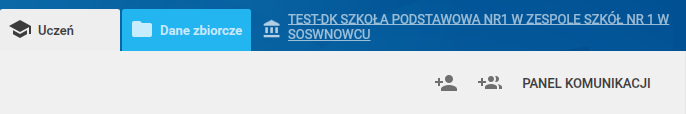 Uczeń
Dane zbiorcze
TEST-DK SZKOŁA PODSTAWOWA NR1 W ZESPOLE SZKÓŁ NR 1 W
SOSWNOWCU
PANEL KOMUNIKACJI